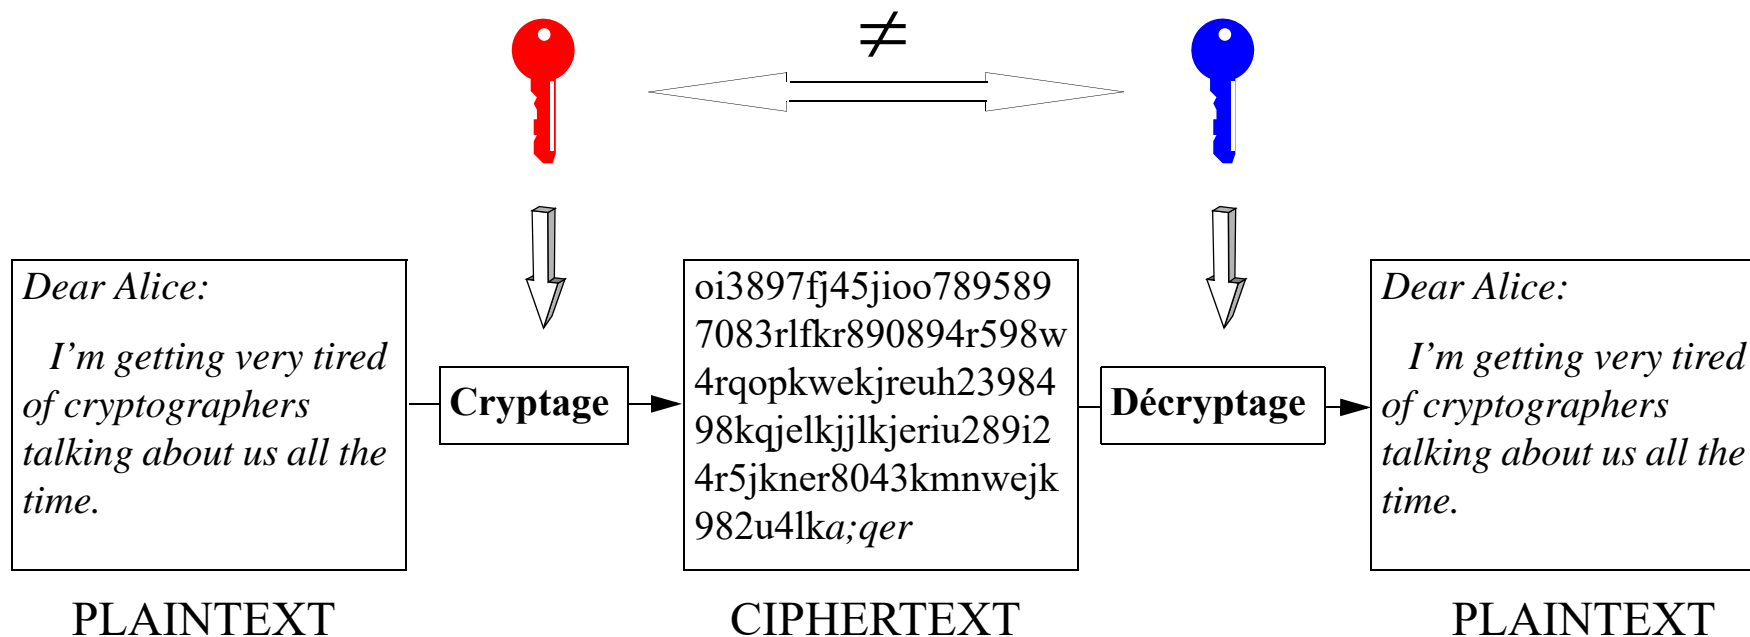 ≠
Dear Alice:
I’m getting very tired
of cryptographers
talking about us all the
time.
PLAINTEXT
Cryptage
oi3897fj45jioo789589
7083rlfkr890894r598w
4rqopkwekjreuh23984
98kqjelkjjlkjeriu289i2
4r5jkner8043kmnwejk
982u4lka;qer
CIPHERTEXT
Décryptage
Dear Alice:
I’m getting very tired
of cryptographers
talking about us all the
time.
PLAINTEXT